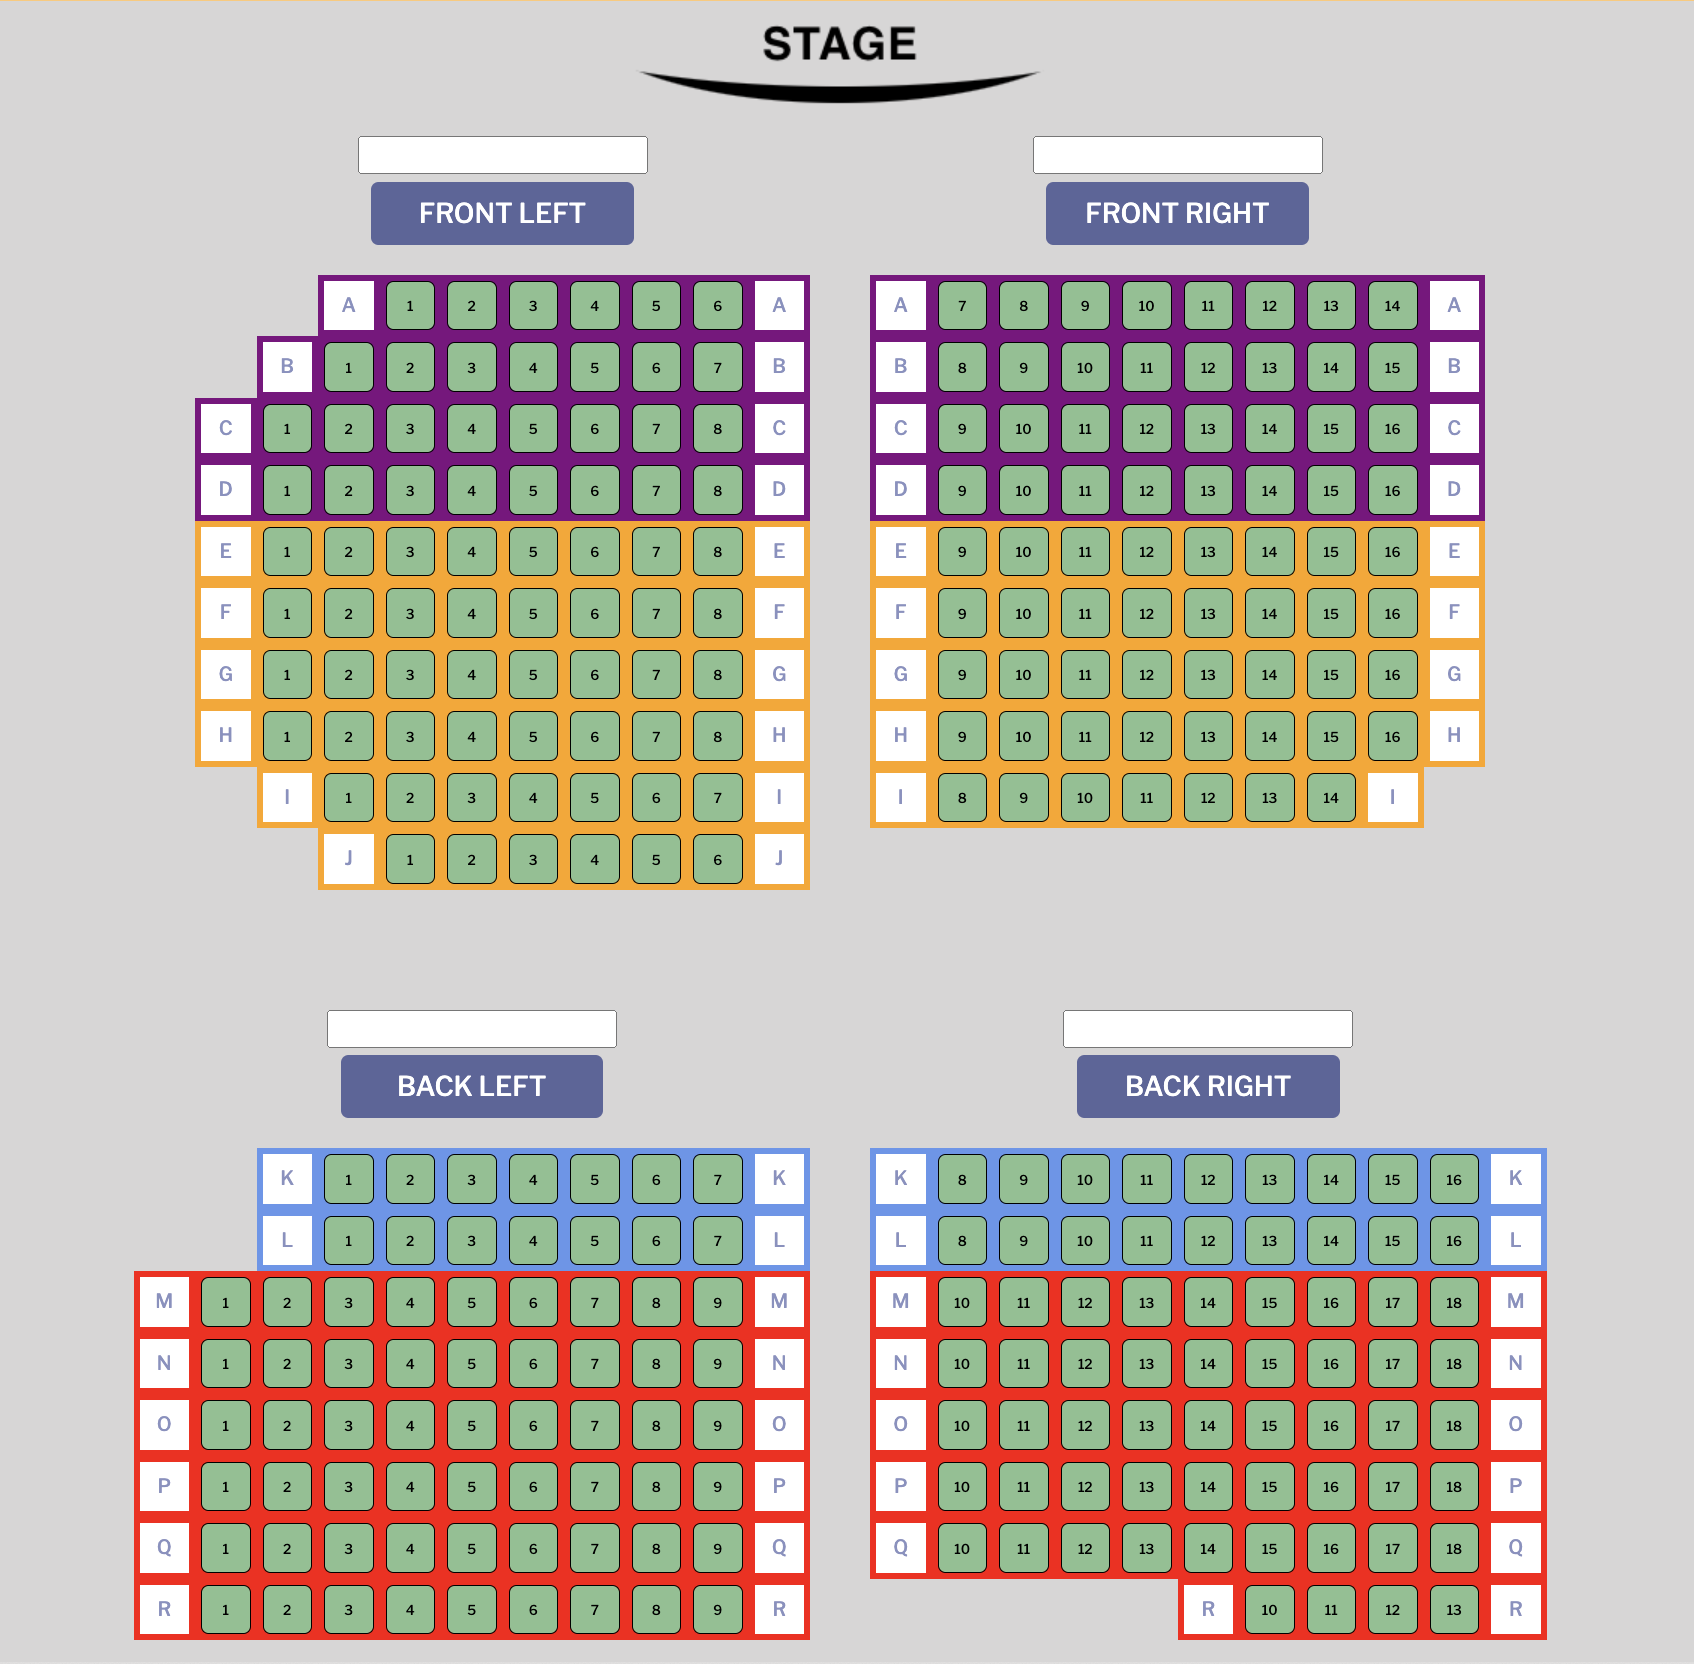 STAGE
FRONT LEFT
FRONT RIGHT
A 1 2 3 4 5 6 A
B 1 2 3 4 5 6 7 B
C 1 2 3 4 5 6 7 8 C
D 1 2 3 4 5 6 7 8 D
E 1 2 3 4 5 6 7 8 E
F 1 2 3 4 5 6 7 8 F
G 1 2 3 4 5 6 7 8 G
H 1 2 3 4 5 6 7 8 H
I 1 2 3 4 5 6 7 I
J 1 2 3 4 5 6 J
A 7 8 9 10 11 12 13 14 A
B 8 9 10 11 12 13 14 15 B
C 9 10 11 12 13 14 15 16 C
D 9 10 11 12 13 14 15 16 D
E 9 10 11 12 13 14 15 16 E
F 9 10 11 12 13 14 15 16 F
G 9 10 11 12 13 14 15 16 G
H 9 10 11 12 13 14 15 16 H
I 8 9 10 11 12 13 14 I
BACK LEFT
BACK RIGHT
K 1 2 3 4 5 6 7 K
L 1 2 3 4 5 6 7 L
M 1 2 3 4 5 6 7 8 9 M
N 1 2 3 4 5 6 7 8 9 N
O 1 2 3 4 5 6 7 8 9 O
P 1 2 3 4 5 6 7 8 9 P
Q 1 2 3 4 5 6 7 8 9 Q
R 1 2 3 4 5 6 7 8 9 R
K 8 9 10 11 12 13 14 15 16 K
L 8 9 10 11 12 13 14 15 16 L
M 10 11 12 13 14 15 16 17 18 M
N 10 11 12 13 14 15 16 17 18 N
O 10 11 12 13 14 15 16 17 18 O
P 10 11 12 13 14 15 16 17 18 P
Q 10 11 12 13 14 15 16 17 18 Q
R 10 11 12 13 R